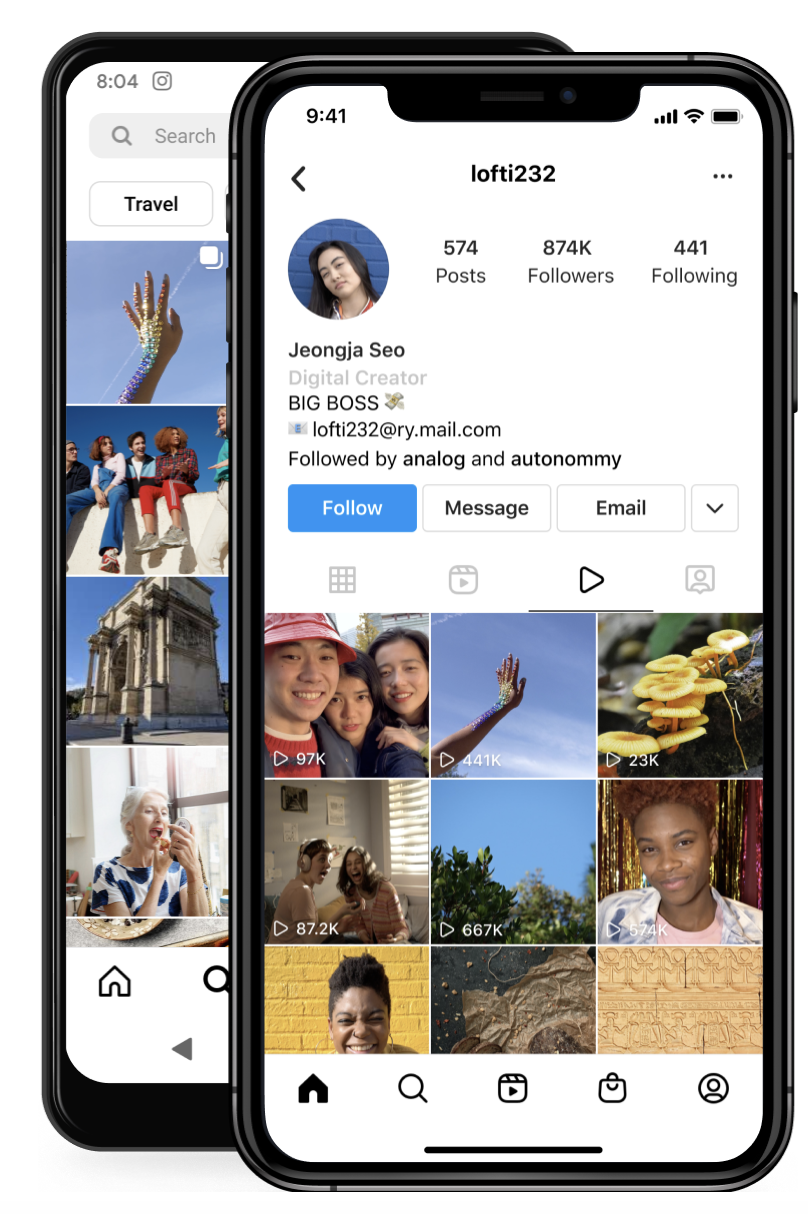 8:04
Search
Travel
9:41
lofti232
574 874K 441
Posts Followers Following
Jeongja Seo
Digital Creator
BIG BOSS 💸
📧 lofti232@ry.mail.com
Followed by analog and autonommy
Follow Message Email
97K 441K 23K
87.2K 667K 574K